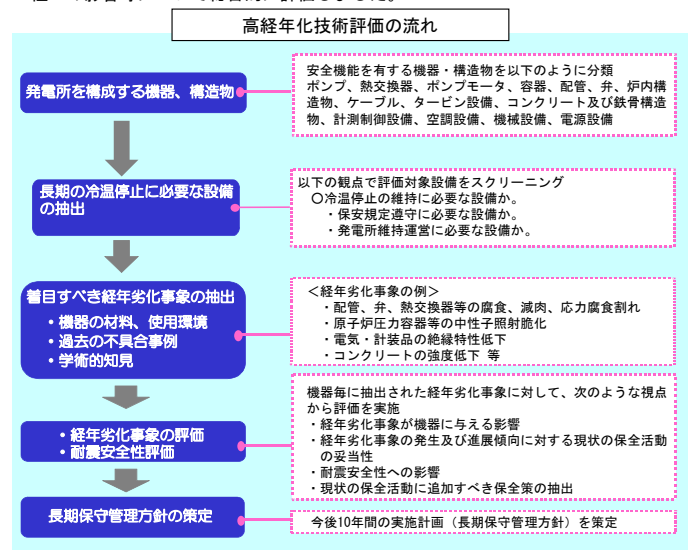 高経年化技術評価の流れ
発電所を構成する機器、構造物
安全機能を有する機器・構造物を以下のように分類
ポンプ、熱交換器、ポンプモータ、容器、配管、弁、炉内構
造物、ケーブル、タービン設備、コンクリート及び鉄骨構造
物、計測制御設備、空調設備、機械設備、電源設備
長期の冷温停止に必要な設備
の抽出
以下の観点で評価対象設備をスクリーニング
〇冷温停止の維持に必要な設備か。
・保安規定遵守に必要な設備か。
・発電所維持運営に必要な設備か。
着目すべき経年劣化事象の抽出
・機器の材料、使用環境
・過去の不具合事例
・学術的知見
＜経年劣化事象の例＞
・配管、弁、熱交換器等の腐食、減肉、応力腐食割れ
・原子炉圧力容器等の中性子照射脆化
・電気・計装品の絶縁特性低下
・コンクリートの強度低下 等
・経年劣化事象の評価
・耐震安全性評価
機器毎に抽出された経年劣化事象に対して、次のような視点
から評価を実施
・経年劣化事象が機器に与える影響
・経年劣化事象の発生及び進展傾向に対する現状の保全活動
の妥当性
・耐震安全性への影響
・現状の保全活動に追加すべき保全策の抽出
長期保守管理方針の策定
今後10年間の実施計画（長期保守管理方針）を策定